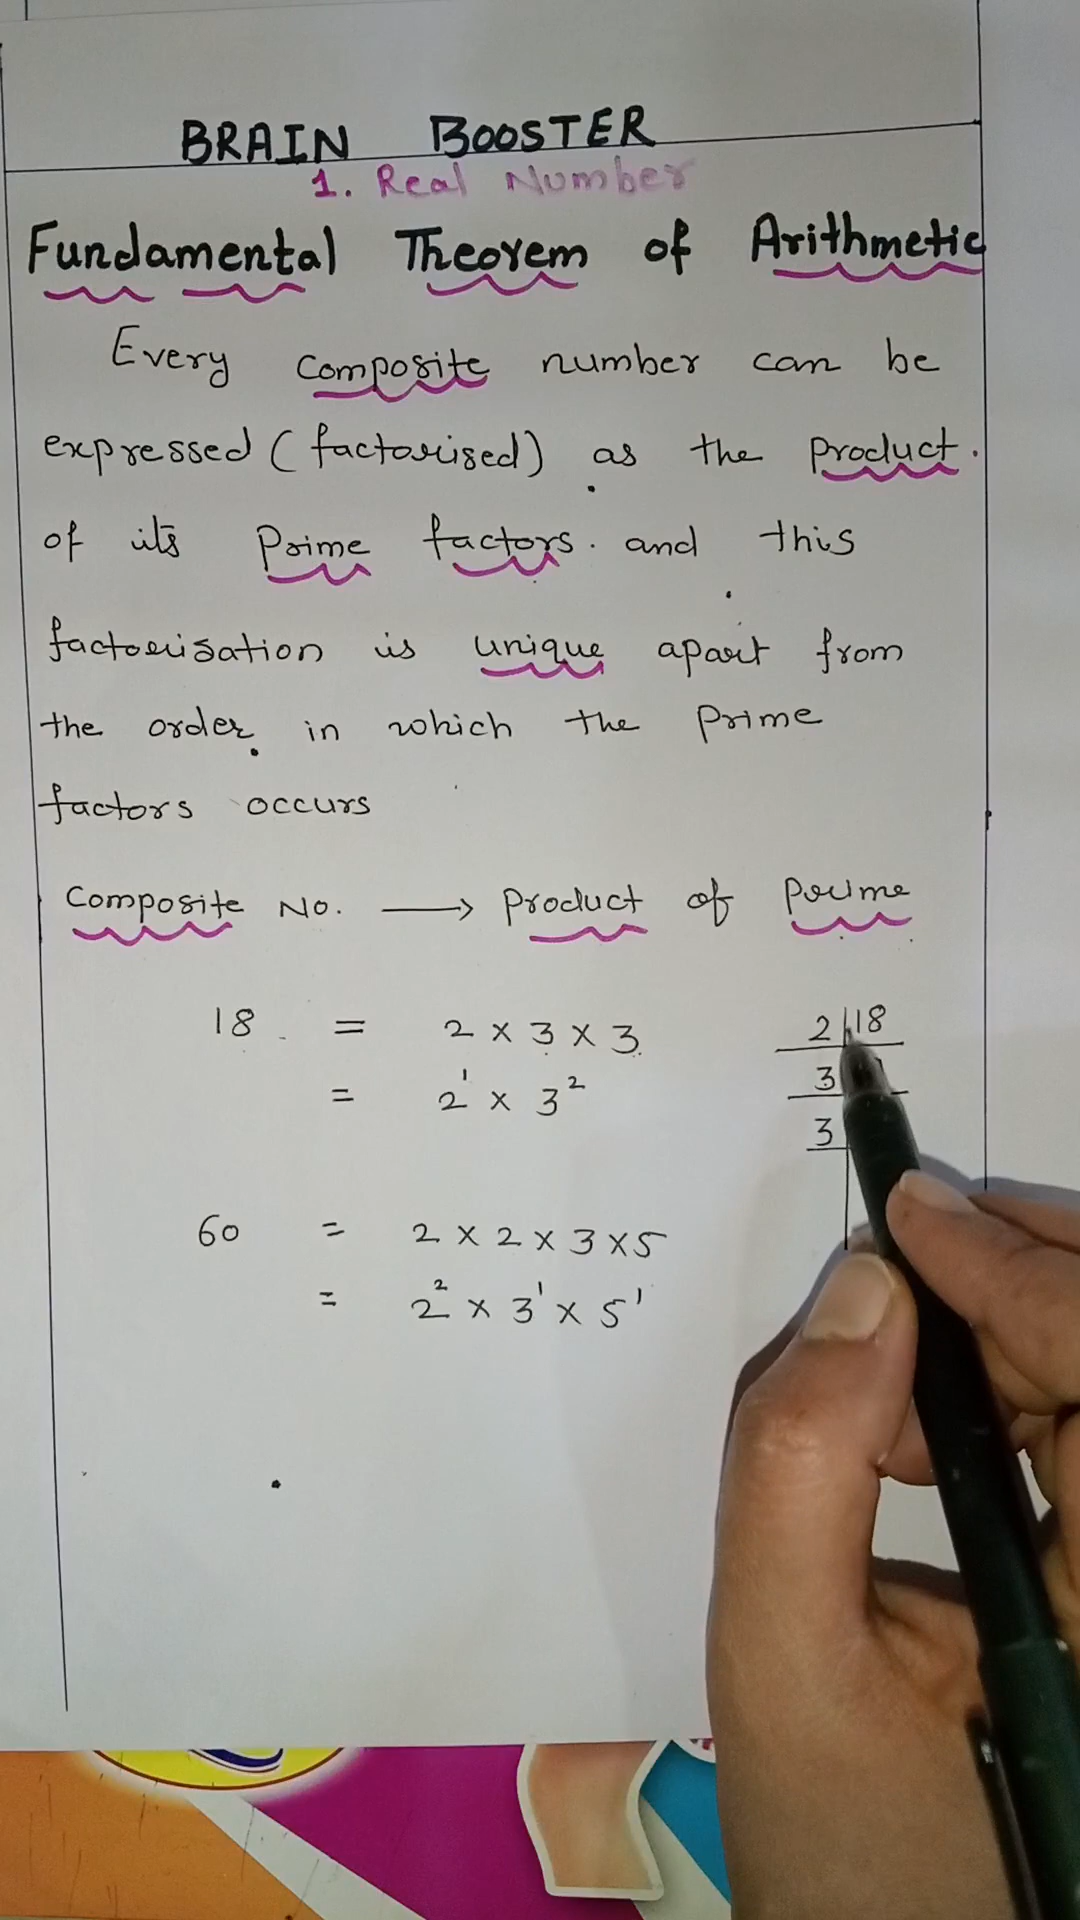 BRAIN BOOSTER
1. Real Number
Fundamental Theorem of Arithmetic
Every composite number can be
expressed (factorised) as the product.
of its Prime factors. and this
factorisation is unique apart from
the order in which the prime
factors occurs
Composite No. → Product of Prime
18 = 2 × 3 × 3
= 2¹ × 3²
2 | 18
3
3
60 = 2 × 2 × 3 × 5
= 2² × 3¹ × 5¹